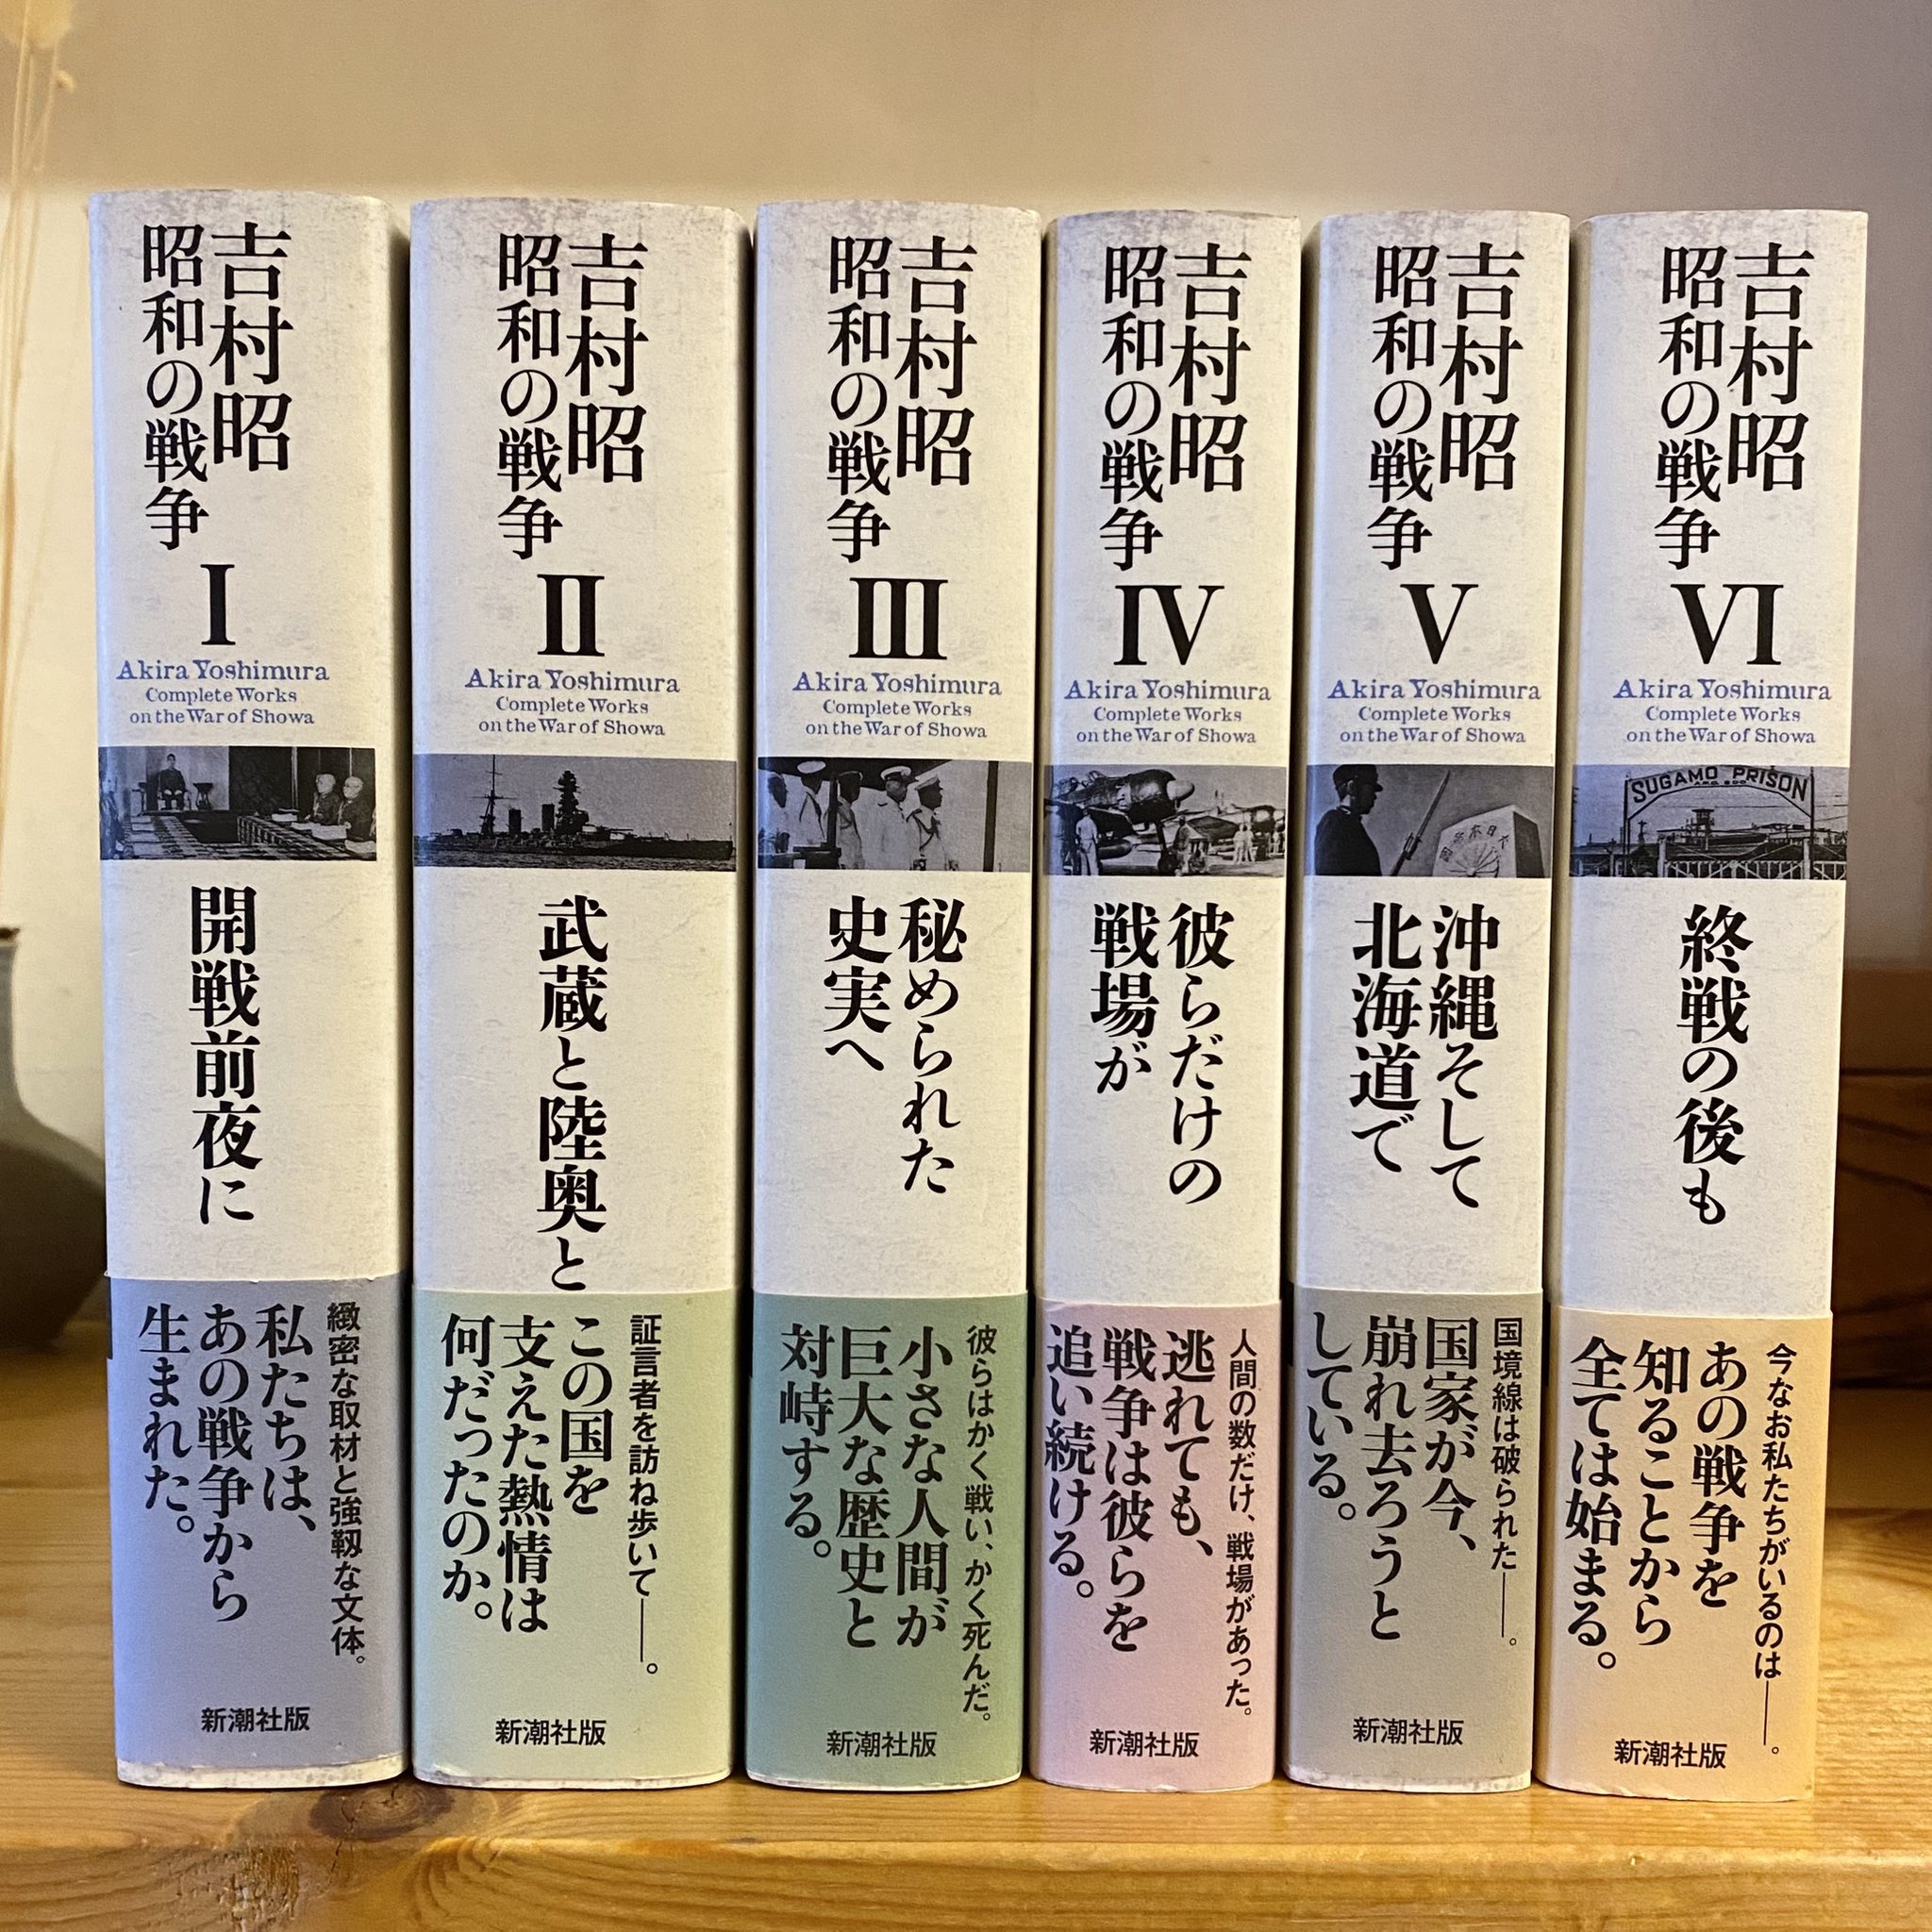 吉村昭
昭和の戦争
I
Akira Yoshimura
Complete Works
on the War of Showa
開戦前夜に
緻密な取材と強靱な文体。
私たちは、
あの戦争から
生まれた。
新潮社版
吉村昭
昭和の戦争
II
Akira Yoshimura
Complete Works
on the War of Showa
武蔵と陸奥と
証言者を訪ね歩いて——。
この国を
支えた熱情は
何だったのか。
新潮社版
吉村昭
昭和の戦争
III
Akira Yoshimura
Complete Works
on the War of Showa
秘められた
史実へ
彼らはかく戦い、かく死んだ。
小さな人間が
巨大な歴史と
対峙する。
新潮社版
吉村昭
昭和の戦争
IV
Akira Yoshimura
Complete Works
on the War of Showa
彼らだけの
戦場が
人間の数だけ、戦場があった。
逃れても、
戦争は彼らを
追い続ける。
新潮社版
吉村昭
昭和の戦争
V
Akira Yoshimura
Complete Works
on the War of Showa
沖縄そして
北海道で
国境線は破られた——。
国家が今、
崩れ去ろうと
している。
新潮社版
吉村昭
昭和の戦争
VI
Akira Yoshimura
Complete Works
on the War of Showa
SUGAMO PRISON
終戦の後も
今なお私たちがいるのは——。
あの戦争を
知ることから
全ては始まる。
新潮社版